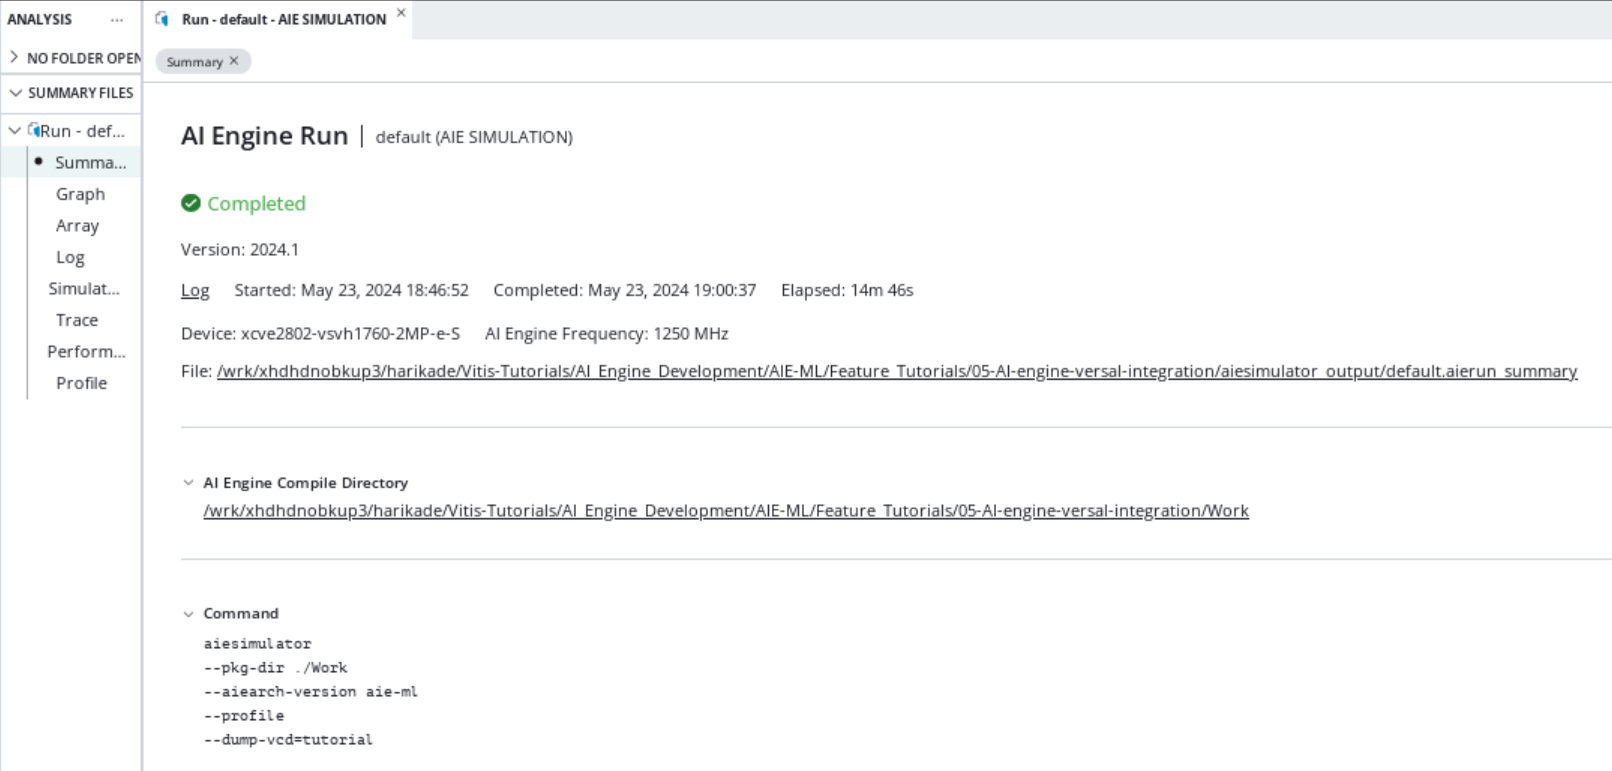 ANALYSIS ...
NO FOLDER OPEN
SUMMARY FILES
Run - def...
Summa...
Graph
Array
Log
Simulat...
Trace
Perform...
Profile
Run - default - AIE SIMULATION
Summary
AI Engine Run | default (AIE SIMULATION)
Completed
Version: 2024.1
Log Started: May 23, 2024 18:46:52 Completed: May 23, 2024 19:00:37 Elapsed: 14m 46s
Device: xcve2802-vsvh1760-2MP-e-S AI Engine Frequency: 1250 MHz
File: /wrk/xhdhdnobkup3/harikade/Vitis-Tutorials/AI_Engine_Development/AIE-ML/Feature_Tutorials/05-AI-engine-versal-integration/aiesimulator_output/default.aierun_summary
AI Engine Compile Directory
/wrk/xhdhdnobkup3/harikade/Vitis-Tutorials/AI_Engine_Development/AIE-ML/Feature_Tutorials/05-AI-engine-versal-integration/Work
Command
aiesimulator
--pkg-dir ./Work
--aiearch-version aie-ml
--profile
--dump-vcd=tutorial